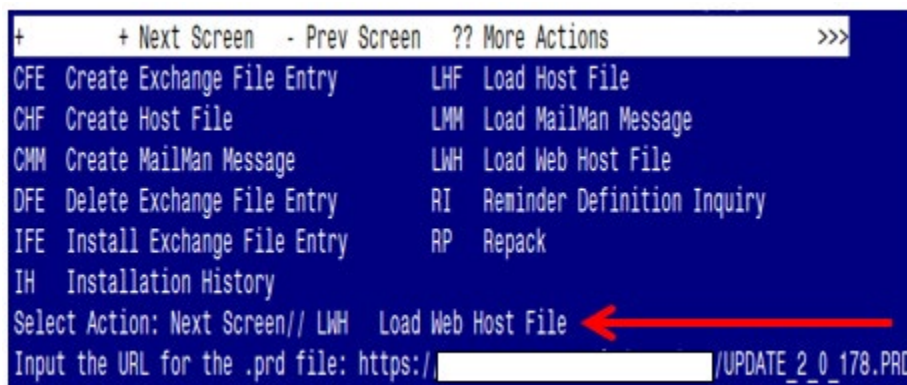 + + Next Screen - Prev Screen ?? More Actions >>>
CFE Create Exchange File Entry LHF Load Host File
CHF Create Host File LMM Load MailMan Message
CMM Create MailMan Message LWH Load Web Host File
DFE Delete Exchange File Entry RI Reminder Definition Inquiry
IFE Install Exchange File Entry RP Repack
IH Installation History
Select Action: Next Screen// LWH Load Web Host File
Input the URL for the .prd file: https:/ /UPDATE_2_0_178.PRD